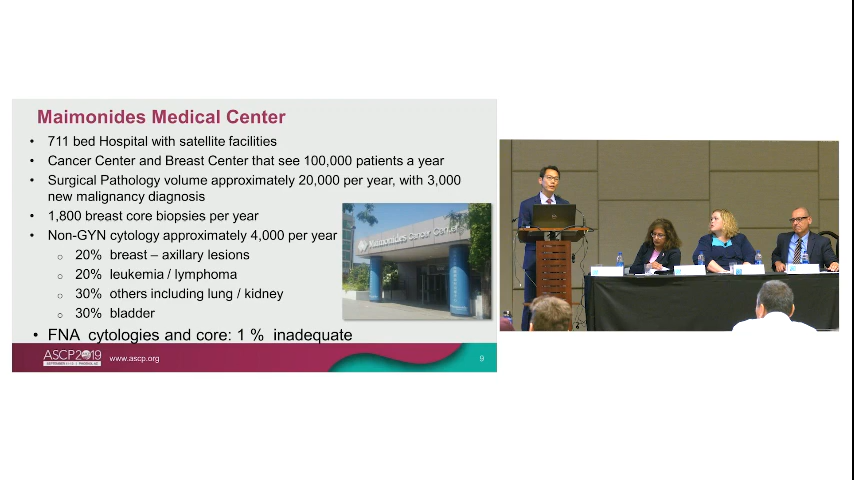 Maimonides Medical Center
• 711 bed Hospital with satellite facilities
• Cancer Center and Breast Center that see 100,000 patients a year
• Surgical Pathology volume approximately 20,000 per year, with 3,000
new malignancy diagnosis
• 1,800 breast core biopsies per year
• Non-GYN cytology approximately 4,000 per year
o 20% breast – axillary lesions
o 20% leukemia / lymphoma
o 30% others including lung / kidney
o 30% bladder
• FNA cytologies and core: 1 % inadequate
Maimonides Cancer Center
ASCP2019
www.ascp.org
9